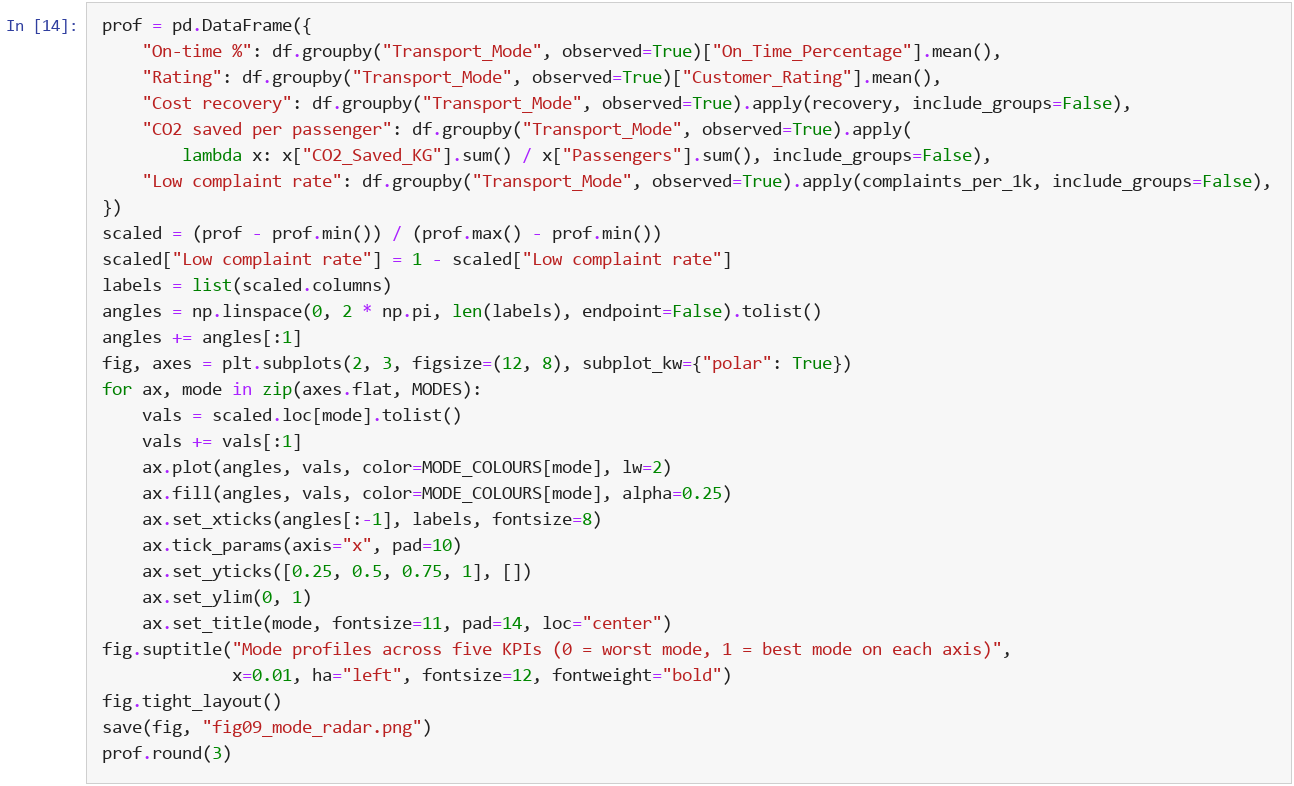 In [14]:
prof = pd.DataFrame({
    "On-time %": df.groupby("Transport_Mode", observed=True)["On_Time_Percentage"].mean(),
    "Rating": df.groupby("Transport_Mode", observed=True)["Customer_Rating"].mean(),
    "Cost recovery": df.groupby("Transport_Mode", observed=True).apply(recovery, include_groups=False),
    "CO2 saved per passenger": df.groupby("Transport_Mode", observed=True).apply(
        lambda x: x["CO2_Saved_KG"].sum() / x["Passengers"].sum(), include_groups=False),
    "Low complaint rate": df.groupby("Transport_Mode", observed=True).apply(complaints_per_1k, include_groups=False),
})
scaled = (prof - prof.min()) / (prof.max() - prof.min())
scaled["Low complaint rate"] = 1 - scaled["Low complaint rate"]
labels = list(scaled.columns)
angles = np.linspace(0, 2 * np.pi, len(labels), endpoint=False).tolist()
angles += angles[:1]
fig, axes = plt.subplots(2, 3, figsize=(12, 8), subplot_kw={"polar": True})
for ax, mode in zip(axes.flat, MODES):
    vals = scaled.loc[mode].tolist()
    vals += vals[:1]
    ax.plot(angles, vals, color=MODE_COLOURS[mode], lw=2)
    ax.fill(angles, vals, color=MODE_COLOURS[mode], alpha=0.25)
    ax.set_xticks(angles[:-1], labels, fontsize=8)
    ax.tick_params(axis="x", pad=10)
    ax.set_yticks([0.25, 0.5, 0.75, 1], [])
    ax.set_ylim(0, 1)
    ax.set_title(mode, fontsize=11, pad=14, loc="center")
fig.suptitle("Mode profiles across five KPIs (0 = worst mode, 1 = best mode on each axis)",
             x=0.01, ha="left", fontsize=12, fontweight="bold")
fig.tight_layout()
save(fig, "fig09_mode_radar.png")
prof.round(3)